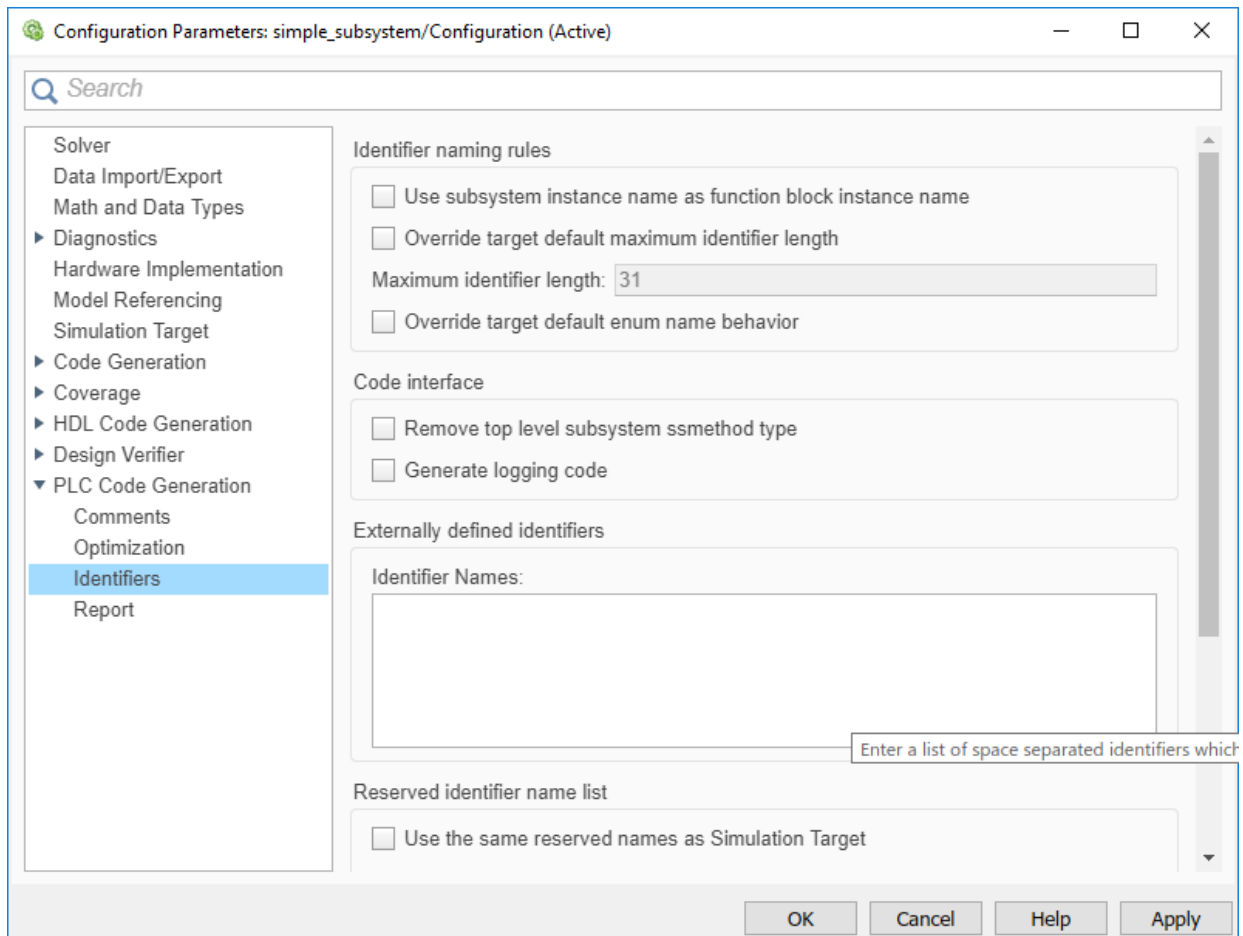 Configuration Parameters: simple_subsystem/Configuration (Active)
Search
Solver
Data Import/Export
Math and Data Types
Diagnostics
Hardware Implementation
Model Referencing
Simulation Target
Code Generation
Coverage
HDL Code Generation
Design Verifier
PLC Code Generation
Comments
Optimization
Identifiers
Report
Identifier naming rules
Use subsystem instance name as function block instance name
Override target default maximum identifier length
Maximum identifier length: 31
Override target default enum name behavior
Code interface
Remove top level subsystem ssmethod type
Generate logging code
Externally defined identifiers
Identifier Names:
Enter a list of space separated identifiers which
Reserved identifier name list
Use the same reserved names as Simulation Target
OK Cancel Help Apply